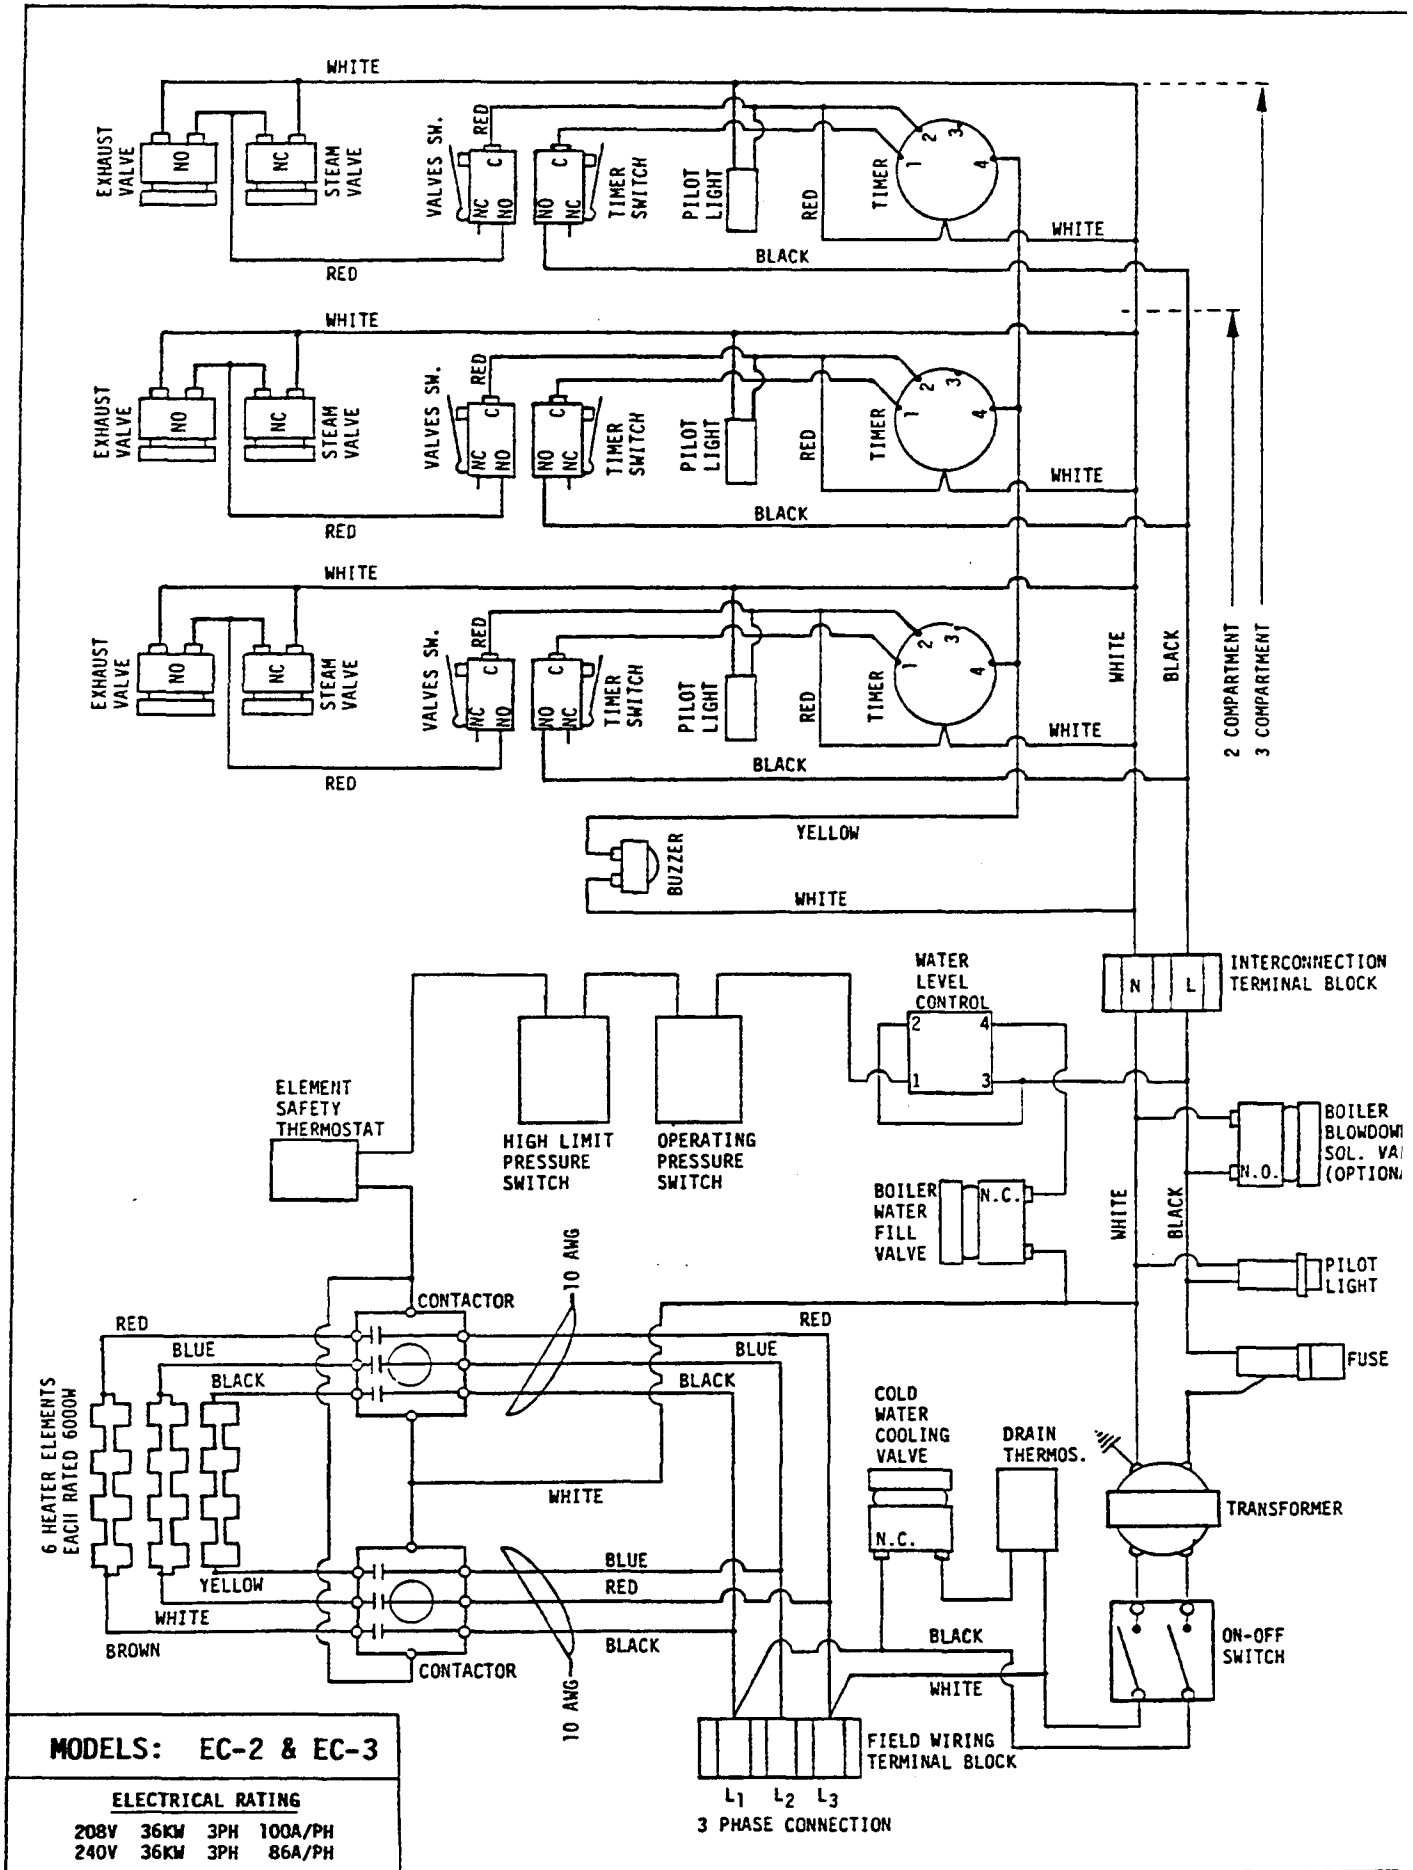 WHITE
EXHAUST
VALVE
NO
NC
STEAM
VALVE
VALVES SW.
RED
C
NC
NO
C
NO
NC
TIMER
SWITCH
PILOT
LIGHT
RED
TIMER
1
2
3
4
WHITE
BLACK
RED
WHITE
EXHAUST
VALVE
NO
NC
STEAM
VALVE
VALVES SW.
RED
C
NC
NO
C
NO
NC
TIMER
SWITCH
PILOT
LIGHT
RED
TIMER
1
2
3
4
WHITE
BLACK
RED
WHITE
EXHAUST
VALVE
NO
NC
STEAM
VALVE
VALVES SW.
RED
C
NC
NO
C
NO
NC
TIMER
SWITCH
PILOT
LIGHT
RED
TIMER
1
2
3
4
WHITE
BLACK
RED
WHITE
BLACK
2 COMPARTMENT
3 COMPARTMENT
YELLOW
BUZZER
WHITE
INTERCONNECTION
TERMINAL BLOCK
N
L
WATER
LEVEL
CONTROL
2
4
1
3
ELEMENT
SAFETY
THERMOSTAT
HIGH LIMIT
PRESSURE
SWITCH
OPERATING
PRESSURE
SWITCH
BOILER
BLOWDOWN
SOL. VA
(OPTIONA
N.O.
BOILER
WATER
FILL
VALVE
N.C.
WHITE
BLACK
PILOT
LIGHT
FUSE
CONTACTOR
10 AWG
RED
BLUE
BLACK
RED
BLUE
BLACK
6 HEATER ELEMENTS
EACH RATED 6000W
COLD
WATER
COOLING
VALVE
N.C.
DRAIN
THERMOS.
TRANSFORMER
WHITE
YELLOW
WHITE
BROWN
BLUE
RED
BLACK
CONTACTOR
10 AWG
BLACK
WHITE
ON-OFF
SWITCH
FIELD WIRING
TERMINAL BLOCK
L1 L2 L3
3 PHASE CONNECTION
MODELS: EC-2 & EC-3
ELECTRICAL RATING
208V 36KW 3PH 100A/PH
240V 36KW 3PH 86A/PH